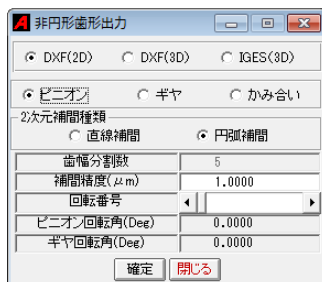 非円形歯形出力
DXF(2D) DXF(3D) IGES(3D)
ピニオン ギヤ かみ合い
2次元補間種類
直線補間 円弧補間
歯幅分割数 5
補間精度(μm) 1.0000
回転番号
ピニオン回転角(Deg) 0.0000
ギヤ回転角(Deg) 0.0000
確定 閉じる